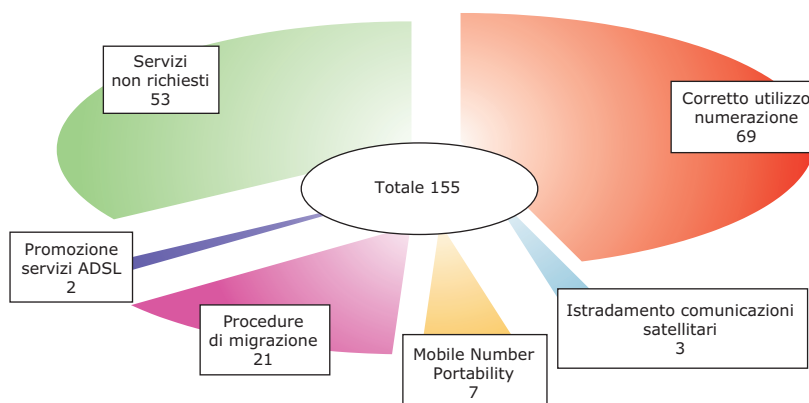 Servizi
non richiesti
53
Corretto utilizzo
numerazione
69
Totale 155
Promozione
servizi ADSL
2
Procedure
di migrazione
21
Mobile Number
Portability
7
Istradamento comunicazioni
satellitari
3